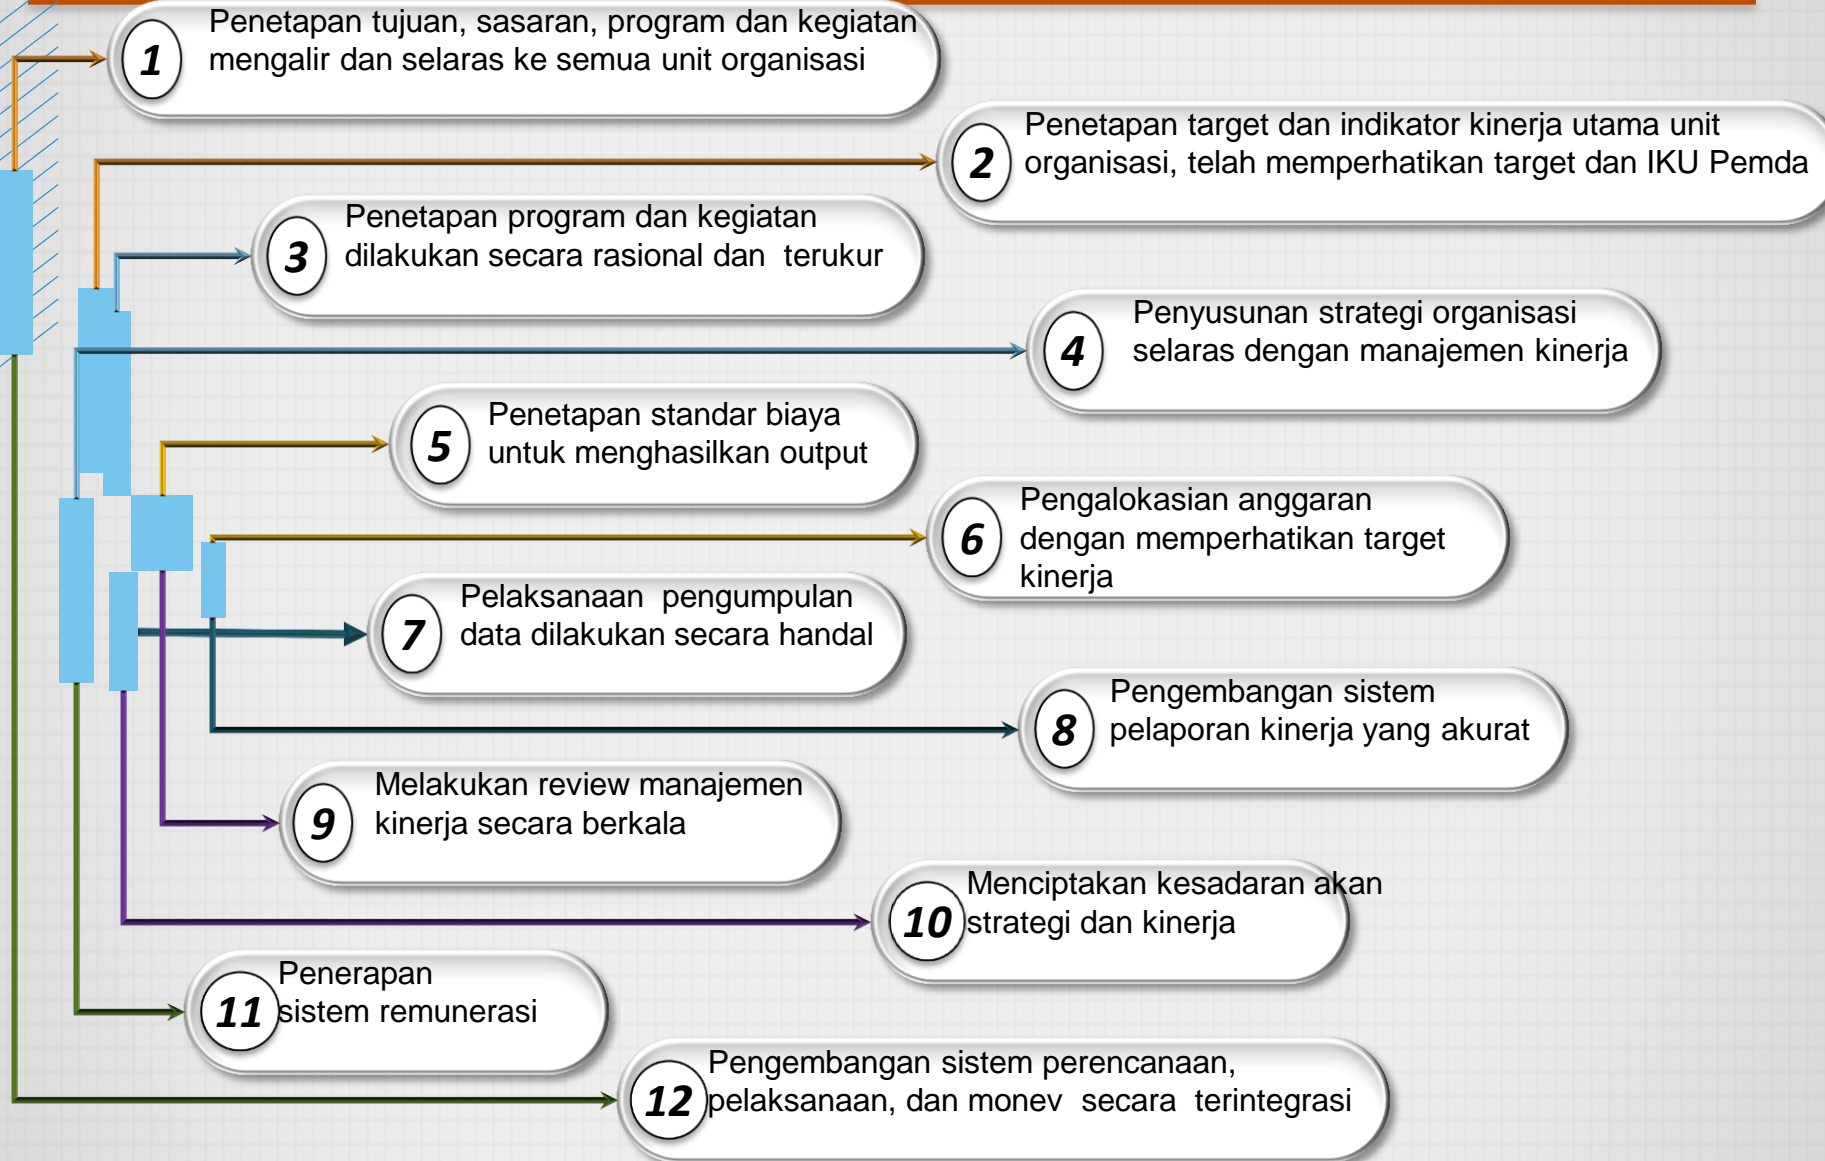 1
Penetapan tujuan, sasaran, program dan kegiatan
mengalir dan selaras ke semua unit organisasi
2
Penetapan target dan indikator kinerja utama unit
organisasi, telah memperhatikan target dan IKU Pemda
3
Penetapan program dan kegiatan
dilakukan secara rasional dan terukur
4
Penyusunan strategi organisasi
selaras dengan manajemen kinerja
5
Penetapan standar biaya
untuk menghasilkan output
6
Pengalokasian anggaran
dengan memperhatikan target
kinerja
7
Pelaksanaan pengumpulan
data dilakukan secara handal
8
Pengembangan sistem
pelaporan kinerja yang akurat
9
Melakukan review manajemen
kinerja secara berkala
10
Menciptakan kesadaran akan
strategi dan kinerja
11
Penerapan
sistem remunerasi
12
Pengembangan sistem perencanaan,
pelaksanaan, dan monev secara terintegrasi